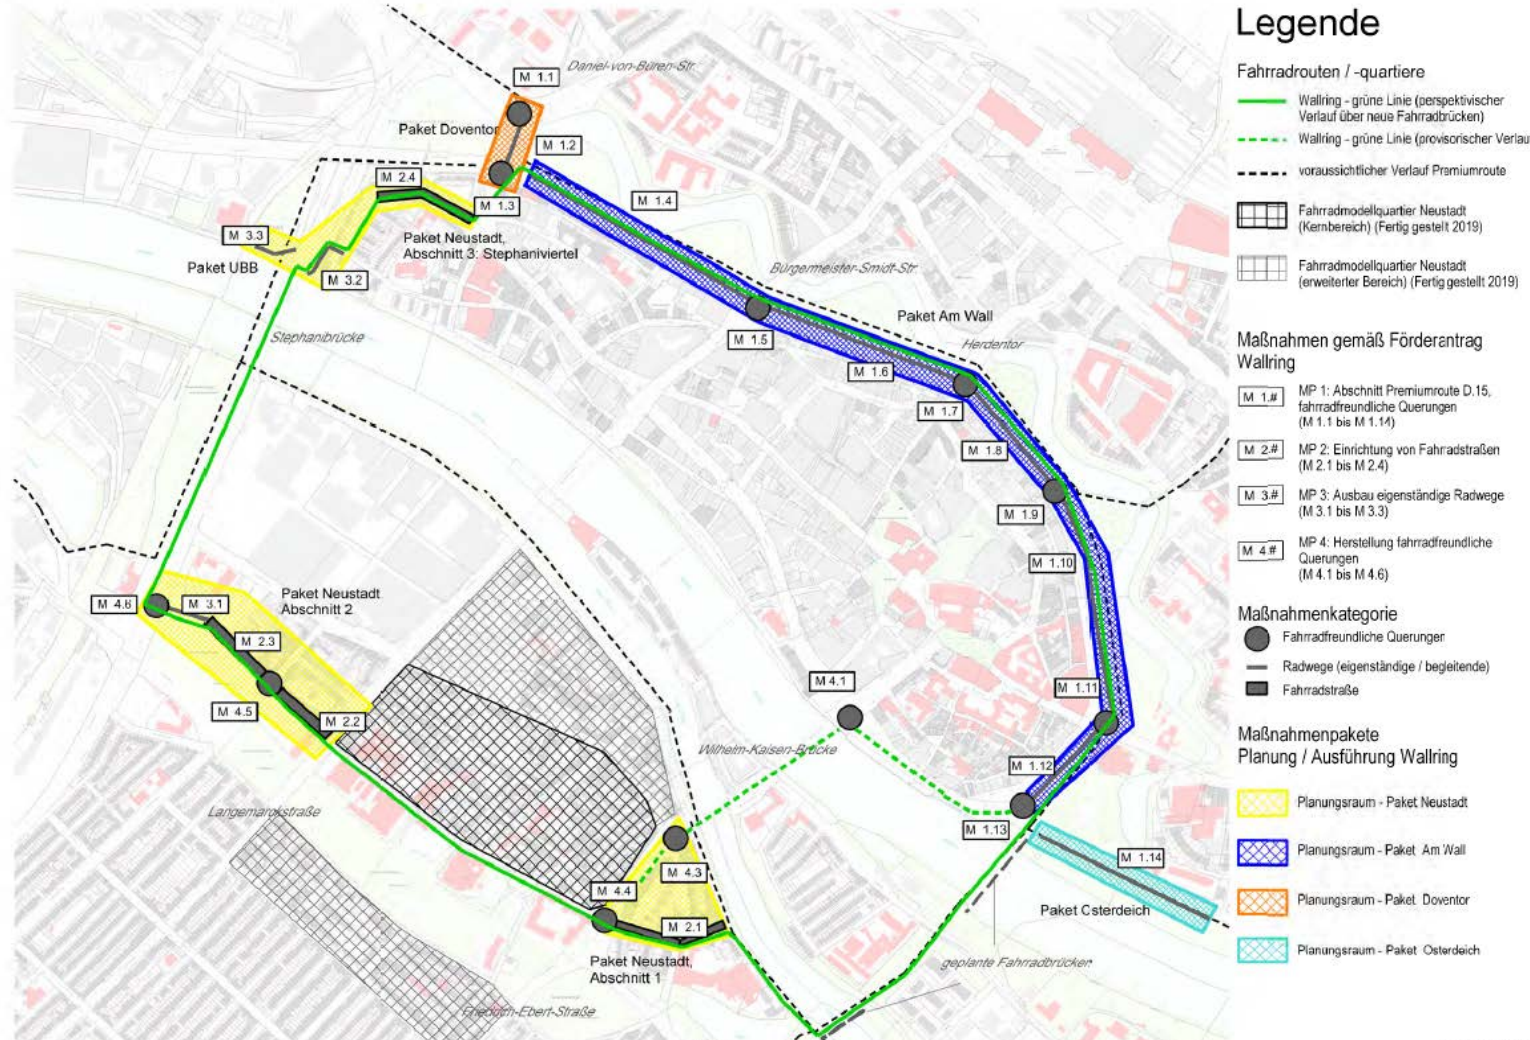 Daniel-von-Büren-Str.
M 1.1
Paket Doventor
M 1.2
M 2.4
M 1.3
M 1.4
Paket Neustadt,
Abschnitt 3: Stephaniviertel
M 3.3
Paket UBB
M 3.2
Stephanibrücke
Bürgermeister-Smidt-Str.
Paket Am Wall
M 1.5
Herdentor
M 1.6
M 1.7
M 1.8
M 1.9
M 1.10
Paket Neustadt
Abschnitt 2
M 4.6
M 3.1
M 2.3
M 4.5
M 2.2
M 4.1
M 1.11
Wilhelm-Kaisen-Brücke
M 1.12
M 1.13
Langemarckstraße
M 4.3
M 4.4
M 1.14
M 2.1
Paket Osterdeich
Paket Neustadt,
Abschnitt 1
geplante Fahrradbrücken
Friedrich-Ebert-Straße
Legende
Fahrradrouten / -quartiere
Wallring - grüne Linie (perspektivischer
Verlauf über neue Fahrradbrücken)
Wallring - grüne Linie (provisorischer Verlau
voraussichtlicher Verlauf Premiumroute
Fahrradmodellquartier Neustadt
(Kernbereich) (Fertig gestellt 2019)
Fahrradmodellquartier Neustadt
(erweiterter Bereich) (Fertig gestellt 2019)
Maßnahmen gemäß Förderantrag
Wallring
M 1.#
MP 1: Abschnitt Premiumroute D.15,
fahrradfreundliche Querungen
(M 1.1 bis M 1.14)
M 2.#
MP 2: Einrichtung von Fahrradstraßen
(M 2.1 bis M 2.4)
M 3.#
MP 3: Ausbau eigenständige Radwege
(M 3.1 bis M 3.3)
M 4.#
MP 4: Herstellung fahrradfreundliche
Querungen
(M 4.1 bis M 4.6)
Maßnahmenkategorie
Fahrradfreundliche Querungen
Radwege (eigenständige / begleitende)
Fahrradstraße
Maßnahmenpakete
Planung / Ausführung Wallring
Planungsraum - Paket Neustadt
Planungsraum - Paket Am Wall
Planungsraum - Paket Doventor
Planungsraum - Paket Osterdeich